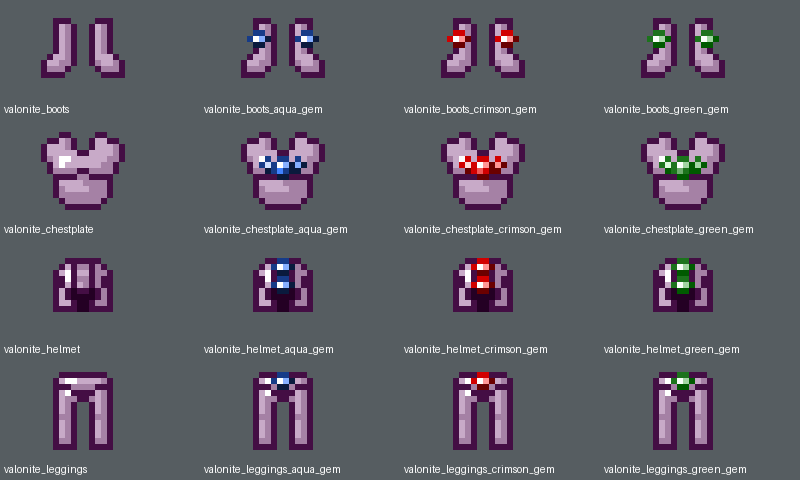 valonite_boots
valonite_boots_aqua_gem
valonite_boots_crimson_gem
valonite_boots_green_gem
valonite_chestplate
valonite_chestplate_aqua_gem
valonite_chestplate_crimson_gem
valonite_chestplate_green_gem
valonite_helmet
valonite_helmet_aqua_gem
valonite_helmet_crimson_gem
valonite_helmet_green_gem
valonite_leggings
valonite_leggings_aqua_gem
valonite_leggings_crimson_gem
valonite_leggings_green_gem